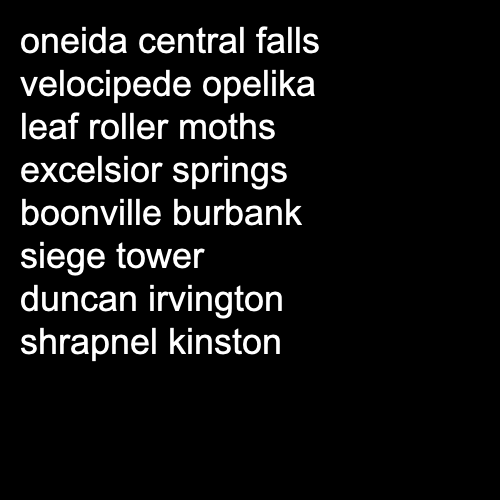 oneida central falls
velocipede opelika
leaf roller moths
excelsior springs
boonville burbank
siege tower
duncan irvington
shrapnel kinston